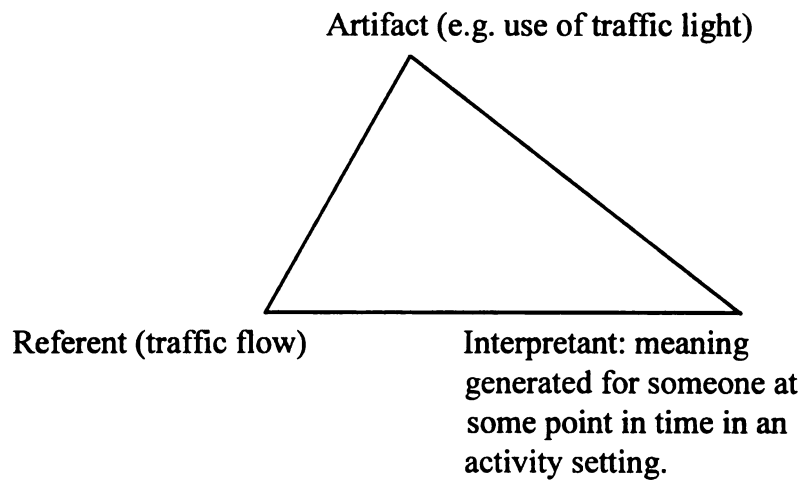 Artifact (e.g. use of traffic light)
Referent (traffic flow)
Interpretant: meaning
generated for someone at
some point in time in an
activity setting.